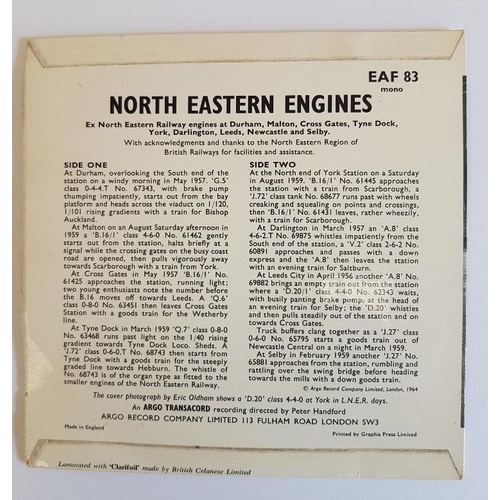 EAF 83
mono
NORTH EASTERN ENGINES
Ex North Eastern Railway engines at Durham, Malton, Cross Gates, Tyne Dock,
York, Darlington, Leeds, Newcastle and Selby.
With acknowledgments and thanks to the North Eastern Region of
British Railways for facilities and assistance.
SIDE ONE
At Durham, overlooking the South end of the
station on a windy morning in May 1957. 'G.5'
class 0-4-4.T No. 67343, with brake pump
thumping impatiently, starts out from the bay
platform and heads across the viaduct on 1/120,
1/101 rising gradients with a train for Bishop
Auckland.
At Malton on an August Saturday afternoon in
1959 a 'B.16/1' class 4-6-0 No. 61462 gently
starts out from the station, halts briefly at a
signal while the crossing gates on the busy coast
road are opened, then pulls vigorously away
towards Scarborough with a train from York.
At Cross Gates in May 1957 'B.16/1' No.
61425 approaches the station, running light;
two young enthusiasts note the number before
the B.16 moves off towards Leeds. A 'Q.6'
class 0-8-0 No. 63451 enters the Cross Gates
Station with a goods train for the Wetherby
line.
At Tyne Dock in March 1959 'Q.7' class 0-8-0
No. 63468 runs past on the 1/40 rising
gradient towards Tyne Dock Loco. Sheds. A
'J.72' class 0-6-0.T No. 68743 then starts from
Tyne Dock with a goods train for the steeply
graded line towards Hebburn. The whistle of
No. 68743 is of the organ type as fitted to the
smaller engines of the North Eastern Railway.
SIDE TWO
At the North end of York Station on a Saturday
in August 1959. 'B.16/1' No. 61445 approaches
the station with a train from Scarborough, a
'J.72' class tank No. 68677 runs past with wheels
creaking and squealing over points and crossings,
then 'B.16/1' No. 61431 leaves, rather wheezily,
with a train for Scarborough.
At Darlington in March 1957 an 'A.8' class
4-6-2.T No. 69875 whistles impatiently from the
South end of the station, a 'V.2' class 2-6-2 No.
60891 approaches and passes with a down
express and the 'A.8' then leaves the station
with an evening train for Saltburn.
At Leeds City in April 1956 another 'A.8' No.
69882 brings an empty train out from the station
where a 'D.20/1' class 4-4-0 No. 62343 waits,
with busily panting brake pump, at the head of
an evening train for Selby; the 'D.20' whistles
and then pulls steadily out of the station and on
towards Cross Gates.
Truck buffers clang together as a 'J.27' class
0-6-0 No. 65795 starts a goods train out of
Newcastle Central on a night in March 1959.
At Selby in February 1959 another 'J.27' No.
65881 approaches from the station, rumbling and
rattling over the swing bridge before heading
towards the mills with a down goods train.
© Argo Record Company Limited, 1964
The cover photograph by Eric Oldham shows a 'D.20' class 4-4-0 at York in L.N.E.R. days.
An ARGO TRANSACORD recording directed by Peter Handford
ARGO RECORD COMPANY LIMITED 113 FULHAM ROAD LONDON SW3
Made in England
Printed by Graphis Press Limited
Laminated with 'Clarifoil' made by British Celanese Limited